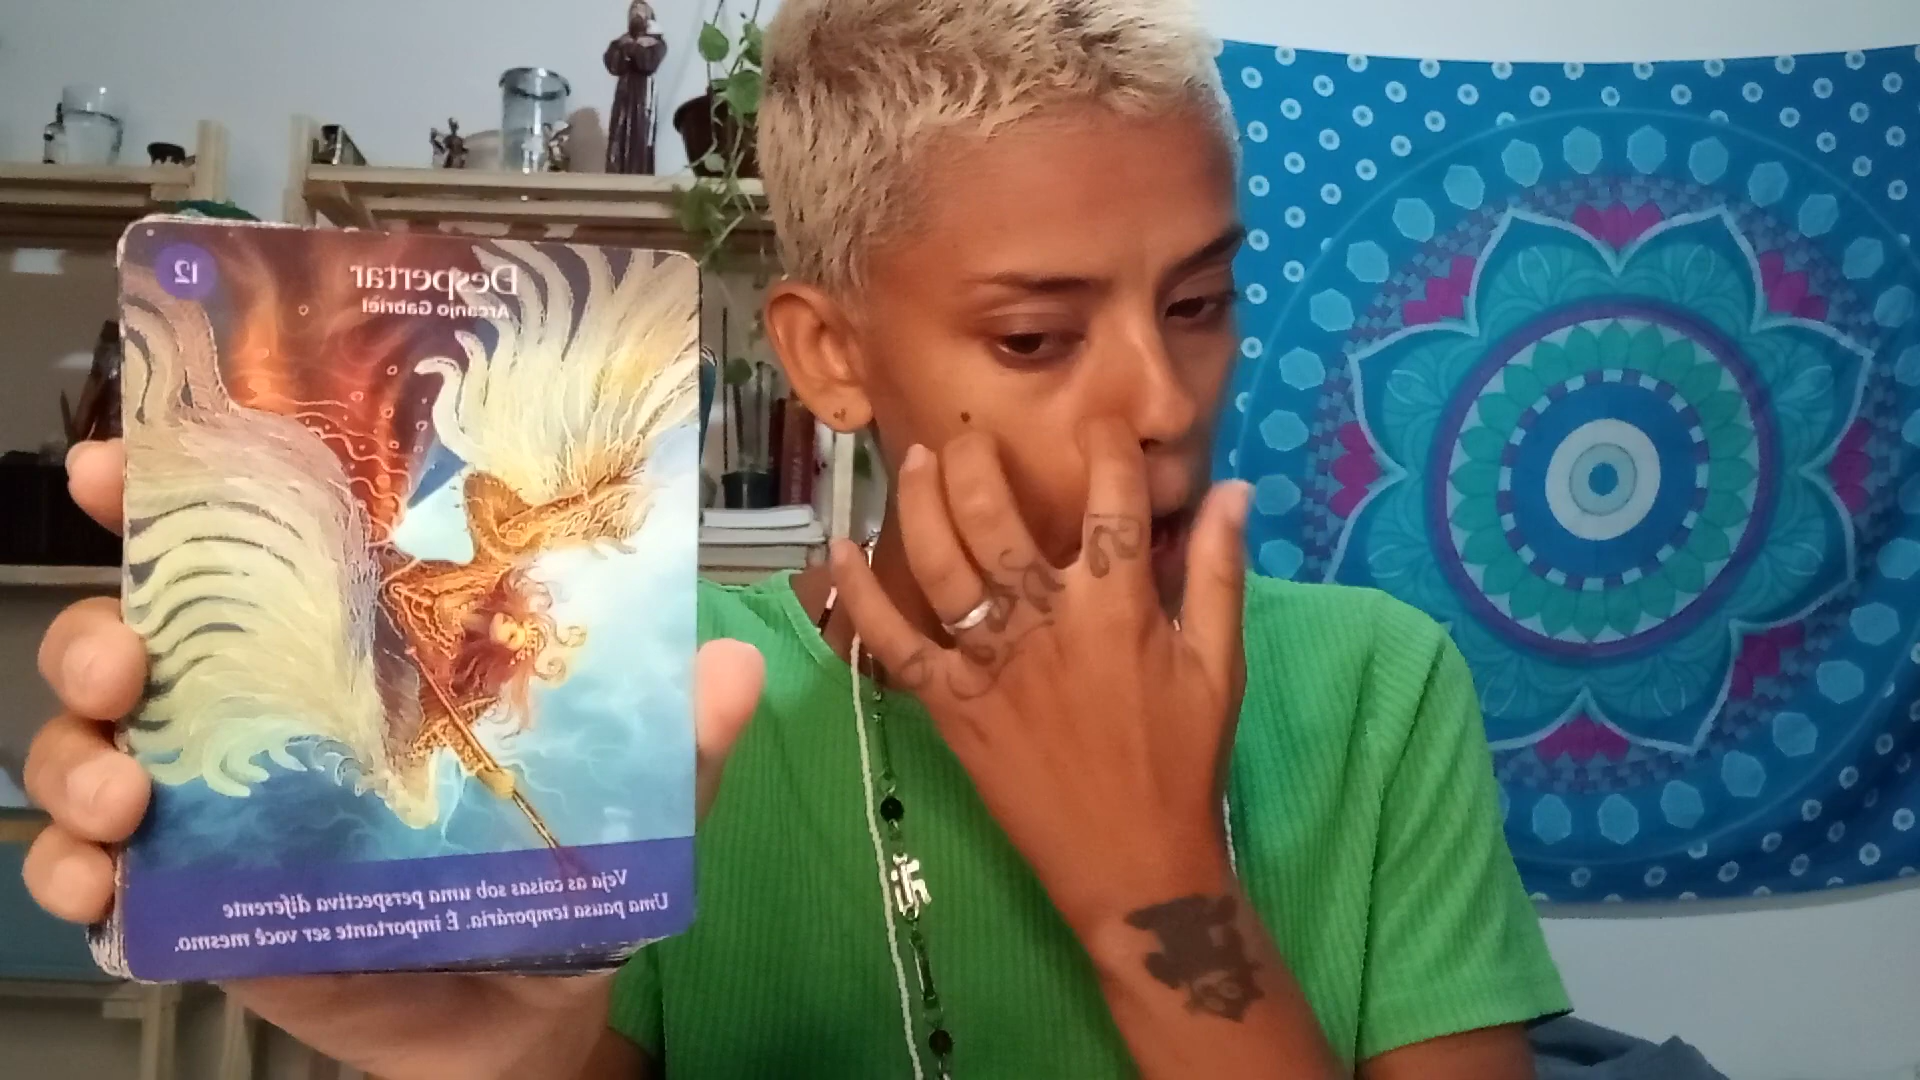 12
Despertar
Arcanjo Gabriel
Veja as coisas sob uma perspectiva diferente
Uma pausa temporária. É importante ser você mesmo.